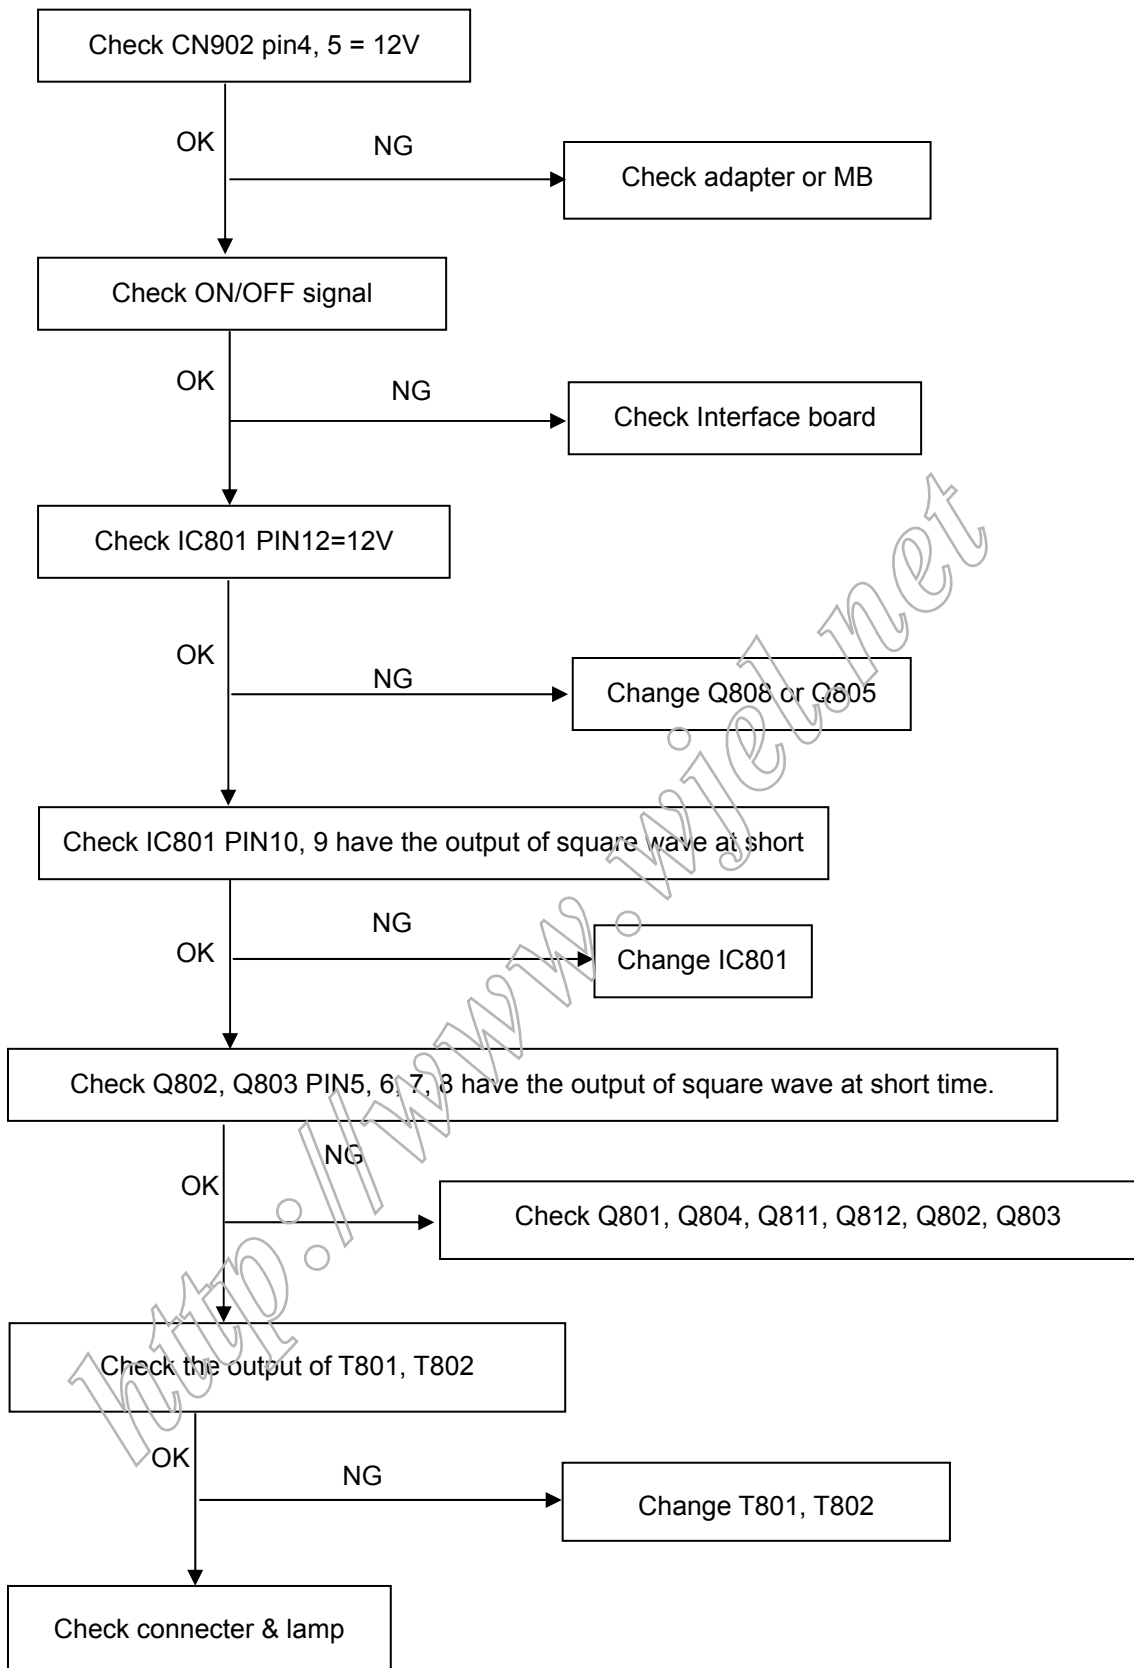 Check CN902 pin4, 5 = 12V
OK
NG
Check adapter or MB
Check ON/OFF signal
OK
NG
Check Interface board
Check IC801 PIN12=12V
OK
NG
Change Q808 or Q805
Check IC801 PIN10, 9 have the output of square wave at short
NG
OK
Change IC801
Check Q802, Q803 PIN5, 6, 7, 8 have the output of square wave at short time.
NG
OK
Check Q801, Q804, Q811, Q812, Q802, Q803
Check the output of T801, T802
OK
NG
Change T801, T802
Check connecter & lamp
http://www.wjel.net